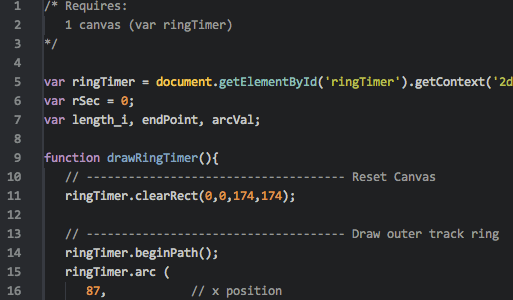 1 /* Requires:
2    1 canvas (var ringTimer)
3 */
4
5 var ringTimer = document.getElementById('ringTimer').getContext('2d
6 var rSec = 0;
7 var length_i, endPoint, arcVal;
8
9 function drawRingTimer(){
10    // ------------------------------------- Reset Canvas
11    ringTimer.clearRect(0,0,174,174);
12
13    // ------------------------------------- Draw outer track ring
14    ringTimer.beginPath();
15    ringTimer.arc (
16       87,            // x position